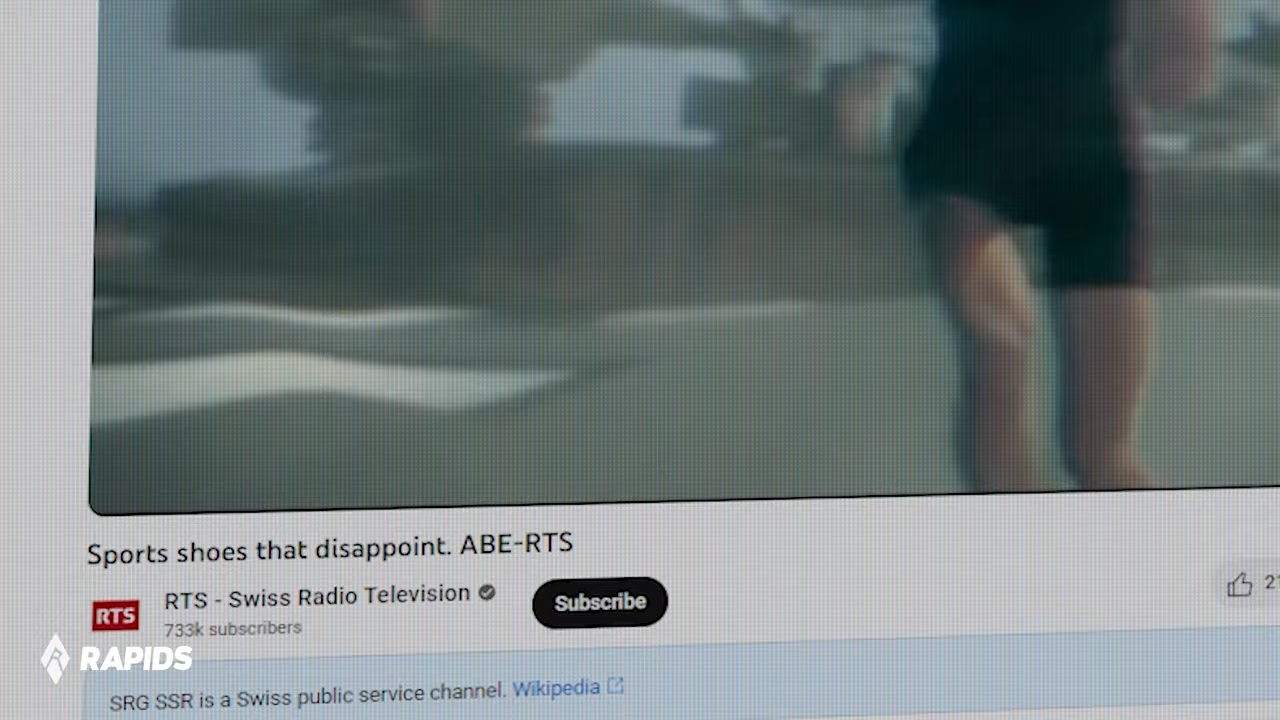 Sports shoes that disappoint. ABE-RTS
RTS
RTS - Swiss Radio Television
Subscribe
733k subscribers
RAPIDS
SRG SSR is a Swiss public service channel. Wikipedia